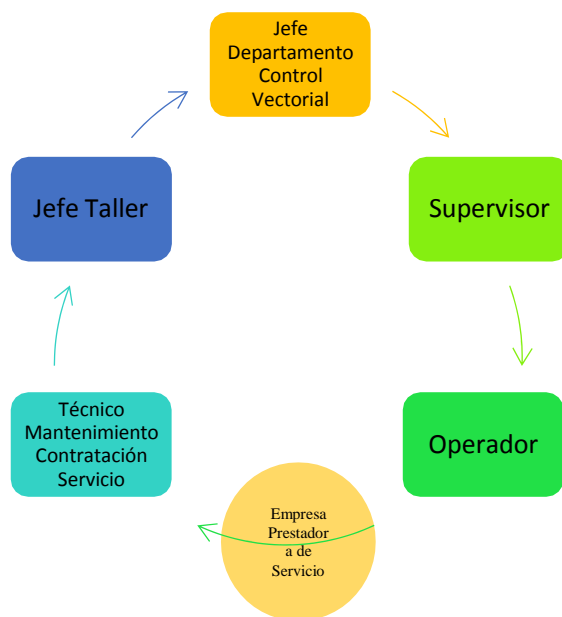 Jefe
Departamento
Control
Vectorial
Jefe Taller
Supervisor
Técnico
Mantenimiento
Contratación
Servicio
Operador
Empresa
Prestador
a de
Servicio